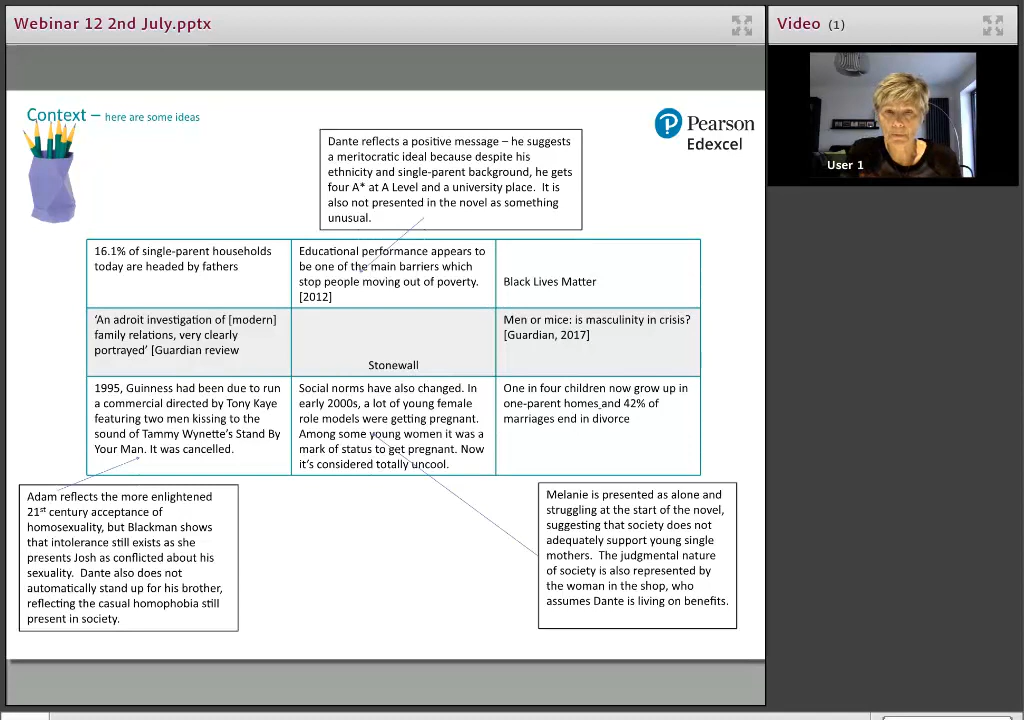 Webinar 12 2nd July.pptx
Video (1)
User 1
Context – here are some ideas
Pearson
Edexcel
Dante reflects a positive message – he suggests
a meritocratic ideal because despite his
ethnicity and single-parent background, he gets
four A* at A Level and a university place. It is
also not presented in the novel as something
unusual.
16.1% of single-parent households
today are headed by fathers
Educational performance appears to
be one of the main barriers which
stop people moving out of poverty.
[2012]
Black Lives Matter
‘An adroit investigation of [modern]
family relations, very clearly
portrayed’ [Guardian review
Stonewall
Men or mice: is masculinity in crisis?
[Guardian, 2017]
1995, Guinness had been due to run
a commercial directed by Tony Kaye
featuring two men kissing to the
sound of Tammy Wynette’s Stand By
Your Man. It was cancelled.
Social norms have also changed. In
early 2000s, a lot of young female
role models were getting pregnant.
Among some young women it was a
mark of status to get pregnant. Now
it’s considered totally uncool.
One in four children now grow up in
one-parent homes and 42% of
marriages end in divorce
Adam reflects the more enlightened
21st century acceptance of
homosexuality, but Blackman shows
that intolerance still exists as she
presents Josh as conflicted about his
sexuality. Dante also does not
automatically stand up for his brother,
reflecting the casual homophobia still
present in society.
Melanie is presented as alone and
struggling at the start of the novel,
suggesting that society does not
adequately support young single
mothers. The judgmental nature
of society is also represented by
the woman in the shop, who
assumes Dante is living on benefits.